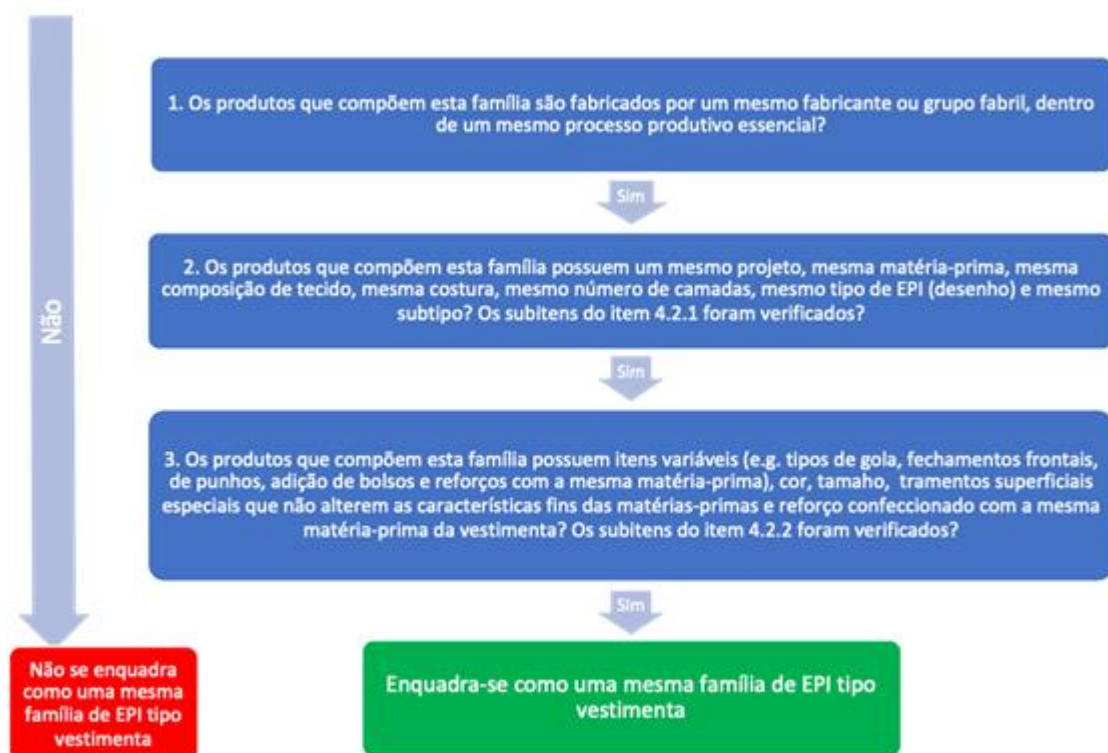 1. Os produtos que compõem esta família são fabricados por um mesmo fabricante ou grupo fabril, dentro
de um mesmo processo produtivo essencial?
Sim
2. Os produtos que compõem esta família possuem um mesmo projeto, mesma matéria-prima, mesma
composição de tecido, mesma costura, mesmo número de camadas, mesmo tipo de EPI (desenho) e mesmo
subtipo? Os subitens do item 4.2.1 foram verificados?
Não
Sim
3. Os produtos que compõem esta família possuem itens variáveis (e.g. tipos de gola, fechamentos frontais,
de punhos, adição de bolsos e reforços com a mesma matéria-prima), cor, tamaho, tramentos superficiais
especiais que não alterem as características fins das matérias-primas e reforço confeccionado com a mesma
matéria-prima da vestimenta? Os subitens do item 4.2.2 foram verificados?
Sim
Não se enquadra
como uma mesma
família de EPI tipo
vestimenta
Enquadra-se como uma mesma família de EPI tipo
vestimenta